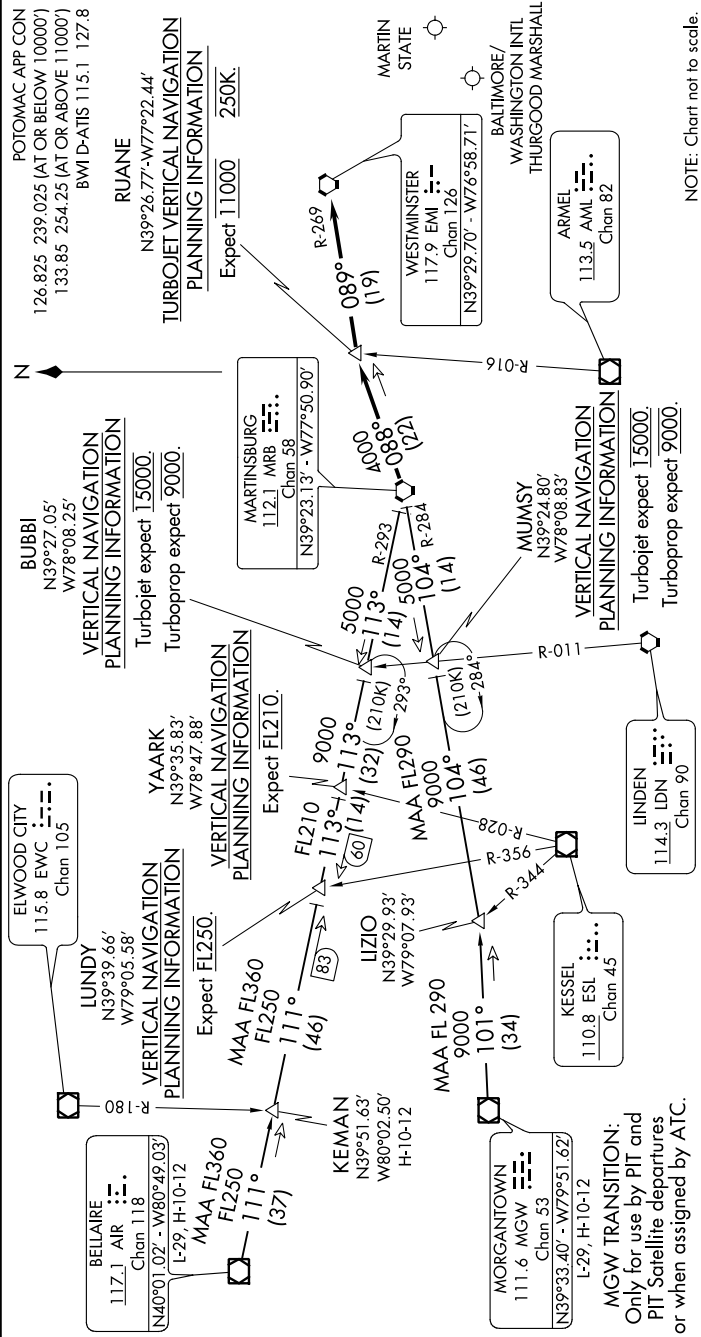 POTOMAC APP CON
126.825 239.025 (AT OR BELOW 10000')
133.85 254.25 (AT OR ABOVE 11000')
BWI D-ATIS 115.1 127.8
RUANE
N39°26.77'-W77°22.44'
TURBOJET VERTICAL NAVIGATION
PLANNING INFORMATION
Expect 11000 250K.
MARTIN
STATE
BALTIMORE/
WASHINGTON INTL
THURGOOD MARSHALL
R-269
089°
(19)
WESTMINSTER
117.9 EMI
Chan 126
N39°29.70' - W76°58.71'
ARMEL
113.5 AML
Chan 82
R-016
NOTE: Chart not to scale.
N
MARTINSBURG
112.1 MRB
Chan 58
N39°23.13' - W77°50.90'
4000
088°
(22)
BUBBI
N39°27.05'
W78°08.25'
VERTICAL NAVIGATION
PLANNING INFORMATION
Turbojet expect 15000.
Turboprop expect 9000.
R-293
R-284
5000
113°
(14)
5000
104°
(14)
MUMSY
N39°24.80'
W78°08.83'
VERTICAL NAVIGATION
PLANNING INFORMATION
Turbojet expect 15000.
Turboprop expect 9000.
R-011
LINDEN
114.3 LDN
Chan 90
YAARK
N39°35.83'
W78°47.88'
VERTICAL NAVIGATION
PLANNING INFORMATION
Expect FL210.
9000
113°
(32)
(210K)
293°
(210K)
284°
MAA FL290
9000
104°
(46)
R-028
R-356
R-344
KESSEL
110.8 ESL
Chan 45
ELWOOD CITY
115.8 EWC
Chan 105
LUNDY
N39°39.66'
W79°05.58'
VERTICAL NAVIGATION
PLANNING INFORMATION
Expect FL250.
FL210
113°
(14)
60
83
LIZIO
N39°29.93'
W79°07.93'
MAA FL360
FL250
111°
(46)
R-180
KEMAN
N39°51.63'
W80°02.50'
H-10-12
BELLAIRE
117.1 AIR
Chan 118
N40°01.02' - W80°49.03'
L-29, H-10-12
MAA FL360
FL250
111°
(37)
MAA FL 290
9000
101°
(34)
MORGANTOWN
111.6 MGW
Chan 53
N39°33.40' - W79°51.62'
L-29, H-10-12
MGW TRANSITION:
Only for use by PIT and
PIT Satellite departures
or when assigned by ATC.